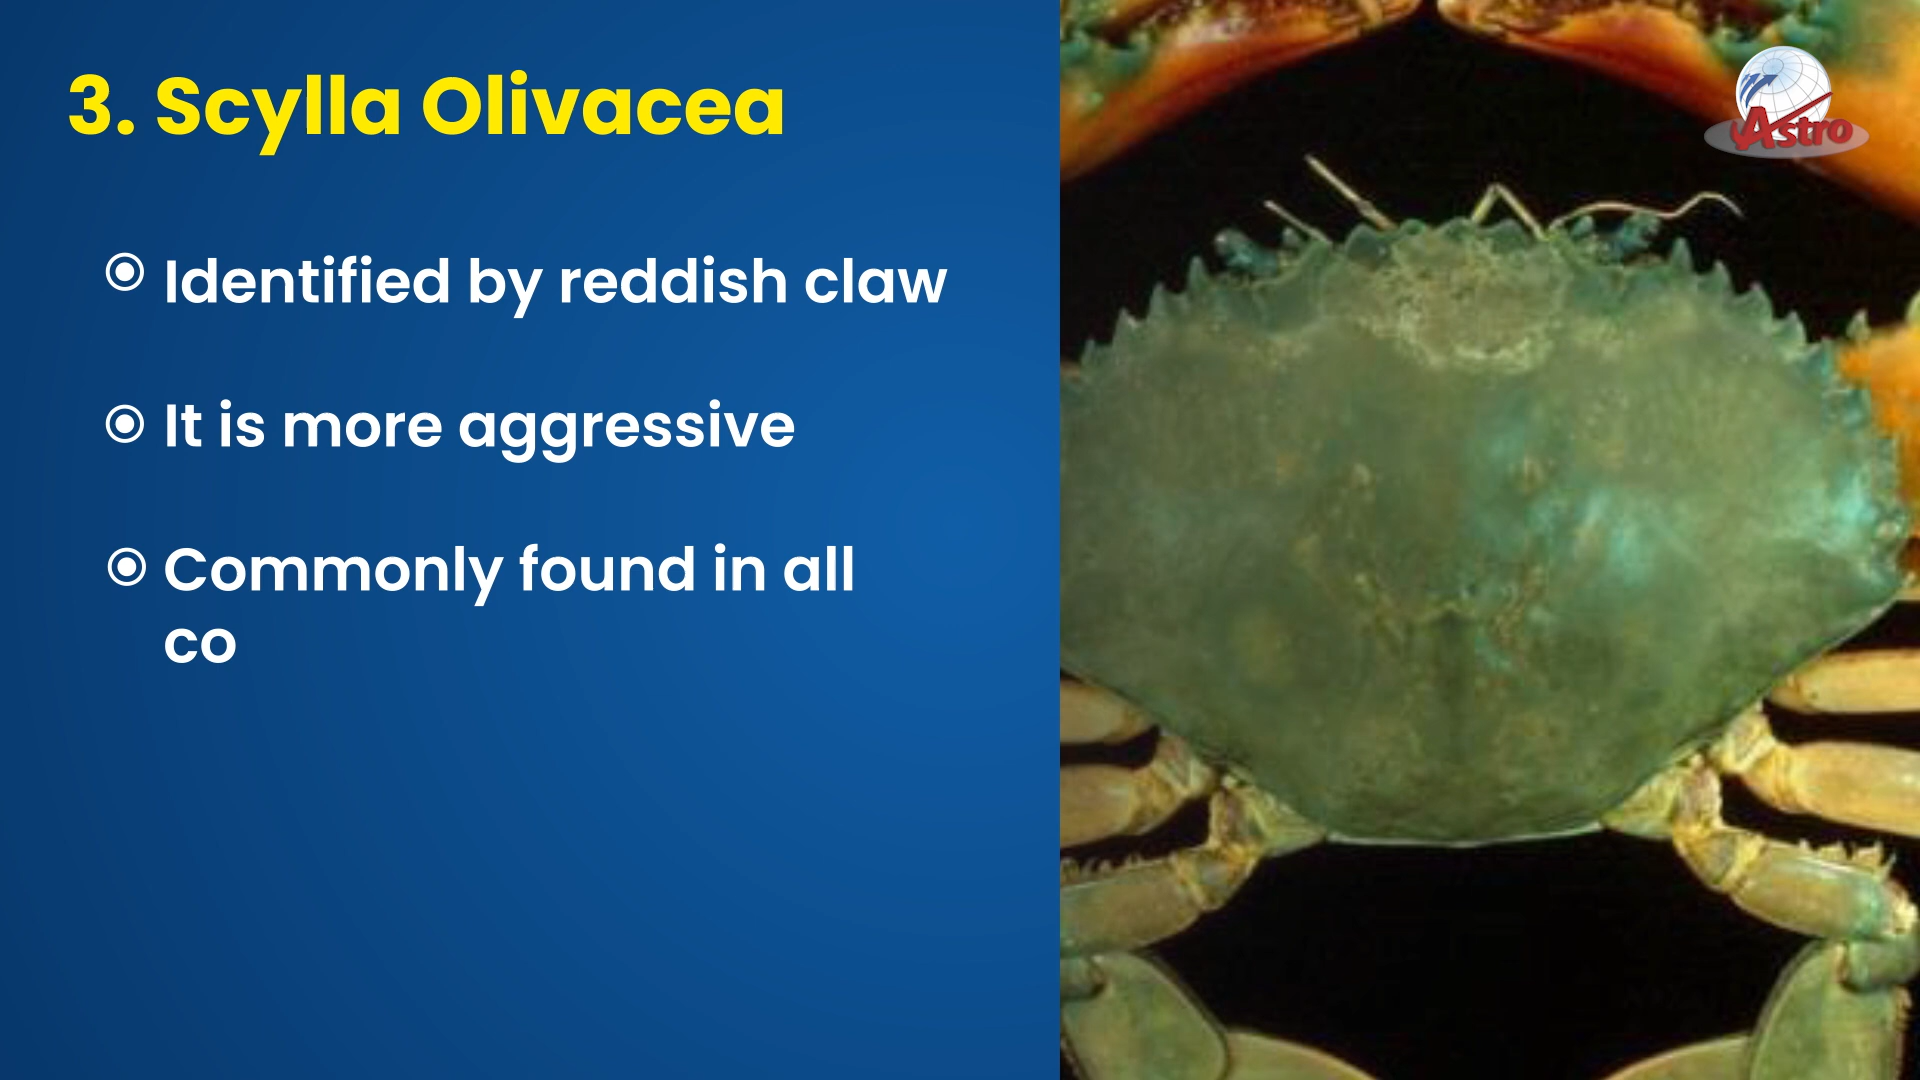 3. Scylla Olivacea
Astro
Identified by reddish claw
It is more aggressive
Commonly found in all
co